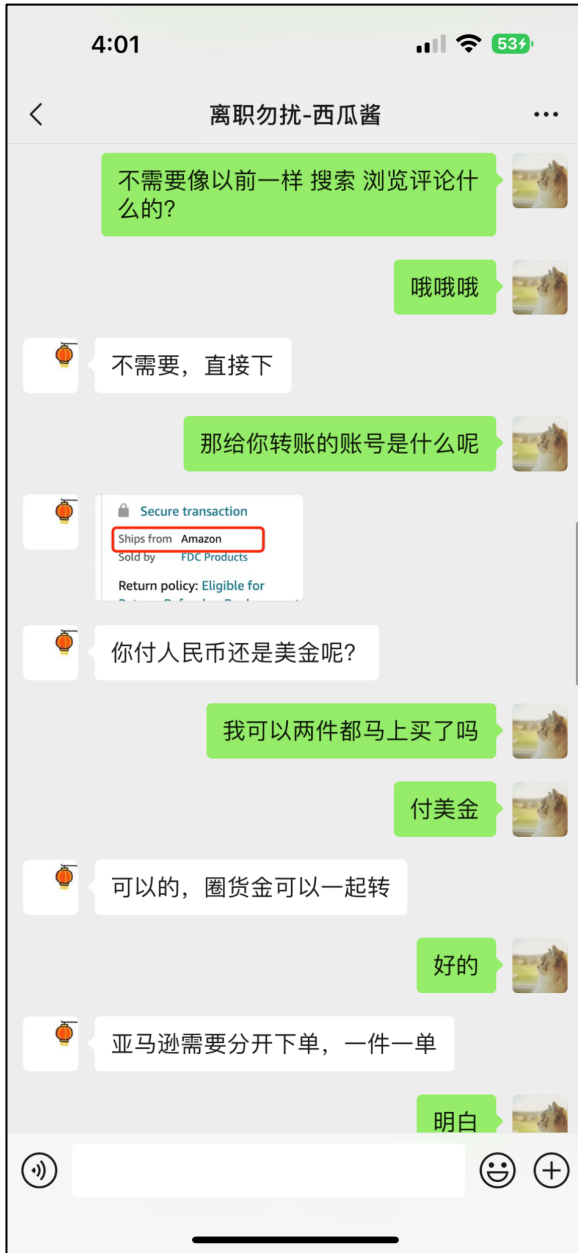 4:01
53
离职勿扰-西瓜酱
不需要像以前一样 搜索 浏览评论什
么的?
哦哦哦
不需要，直接下
那给你转账的账号是什么呢
Secure transaction
Ships from Amazon
Sold by FDC Products
Return policy: Eligible for
你付人民币还是美金呢?
我可以两件都马上买了吗
付美金
可以的，圈货金可以一起转
好的
亚马逊需要分开下单，一件一单
明白